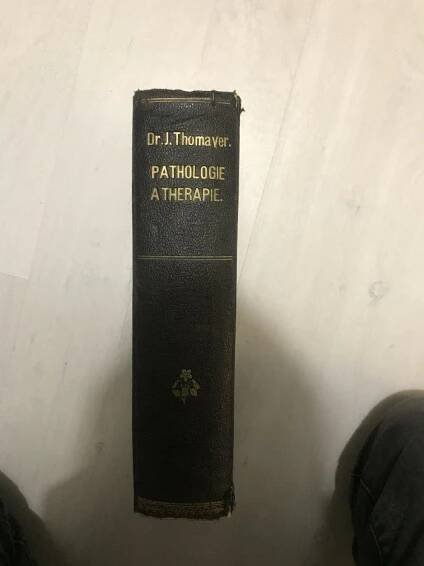 Dr. J. Thomayer.
PATHOLOGIE
A THERAPIE.